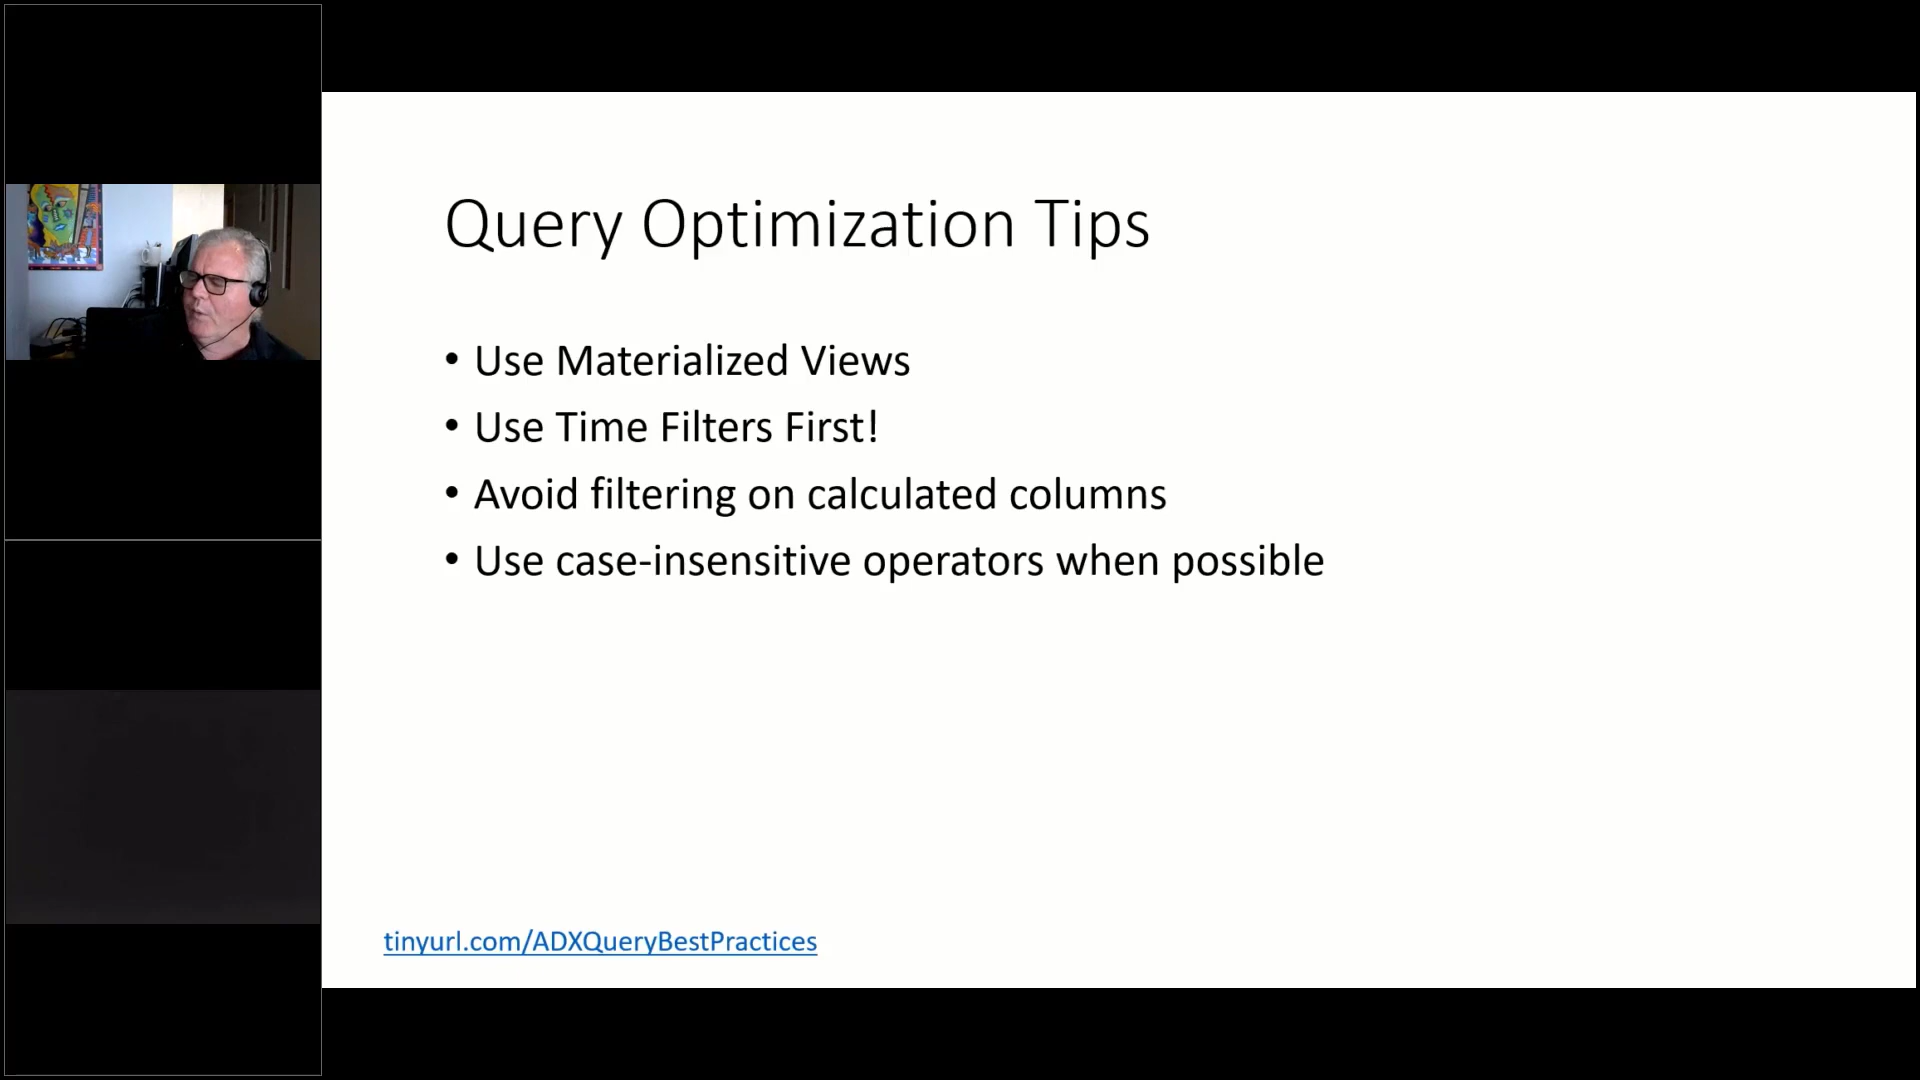 Query Optimization Tips
• Use Materialized Views
• Use Time Filters First!
• Avoid filtering on calculated columns
• Use case-insensitive operators when possible
tinyurl.com/ADXQueryBestPractices